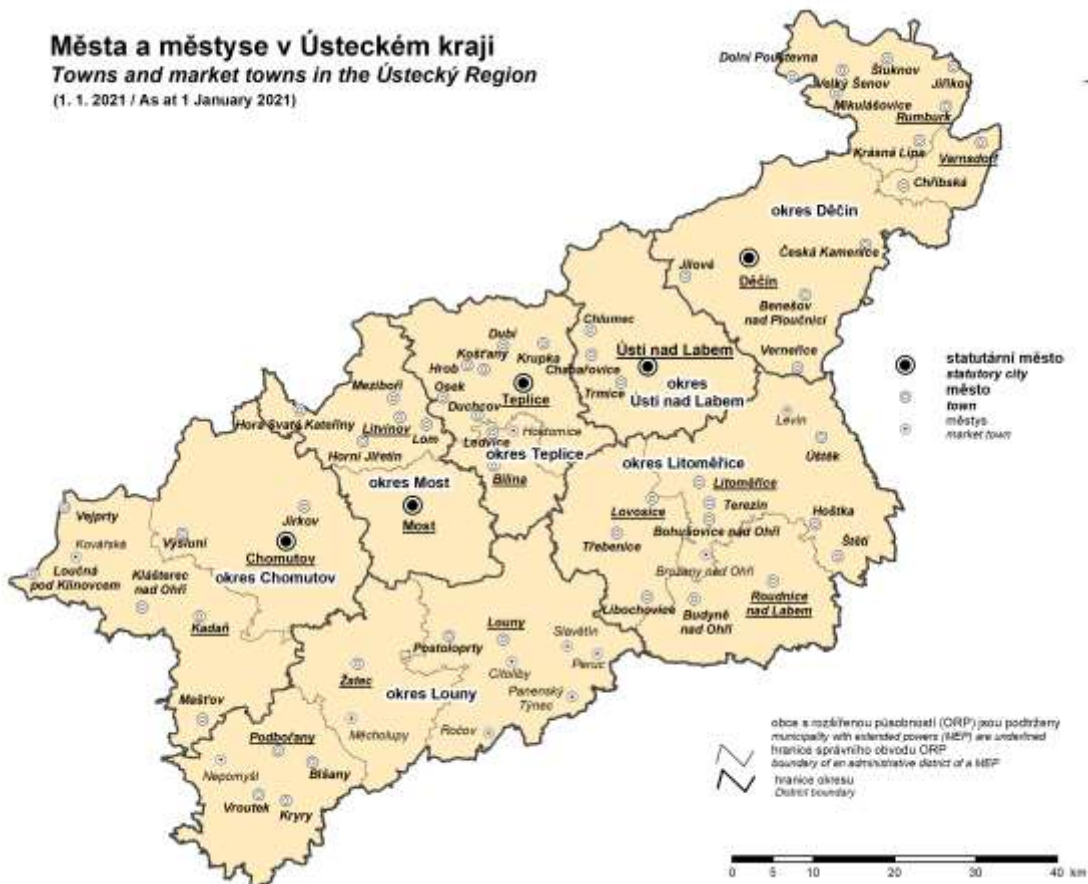 Města a městyse v Ústeckém kraji
Towns and market towns in the Ústecký Region
(1. 1. 2021 / As at 1 January 2021)
Dolní Poustevna
Šluknov
Velký Šenov
Jiříkov
Mikulášovice
Rumburk
Krásná Lípa
Varnsdorf
Chřibská
okres Děčín
Česká Kamenice
Jílové
Děčín
Benešov
nad Ploučnicí
Verneřice
Chlumec
Ústí nad Labem
Chabařovice
Trmice
okres
Ústí nad Labem
Dubí
Košťany
Krupka
Hrob
Osek
Teplice
Duchcov
Hostomice
Ledvice
okres Teplice
Bílina
Meziboří
Hora Svaté Kateřiny
Litvínov
Lom
Horní Jiřetín
okres Most
Most
statutární město
statutory city
město
town
městys
market town
Levín
Úštěk
okres Litoměřice
Litoměřice
Lovosice
Terezín
Hoštka
Bohušovice nad Ohří
Třebenice
Štětí
Brozany nad Ohří
Roudnice
nad Labem
Libochovice
Budyně
nad Ohří
Vejprty
Jirkov
Výsluní
Kovářská
Chomutov
okres Chomutov
Loučná
pod Klínovcem
Klášterec
nad Ohří
Kadaň
Mašťov
Louny
Postoloprty
Slavětín
Cítoliby
Peruc
Žatec
okres Louny
Panenský
Týnec
Měcholupy
Ročov
Podbořany
Blšany
Nepomyšl
Vroutek
Kryry
obce s rozšířenou působností (ORP) jsou podtrženy
municipality with extended powers (MEP) are underlined
hranice správního obvodu ORP
boundary of an administrative district of a MEP
hranice okresu
District boundary
0 5 10 20 30 40 km